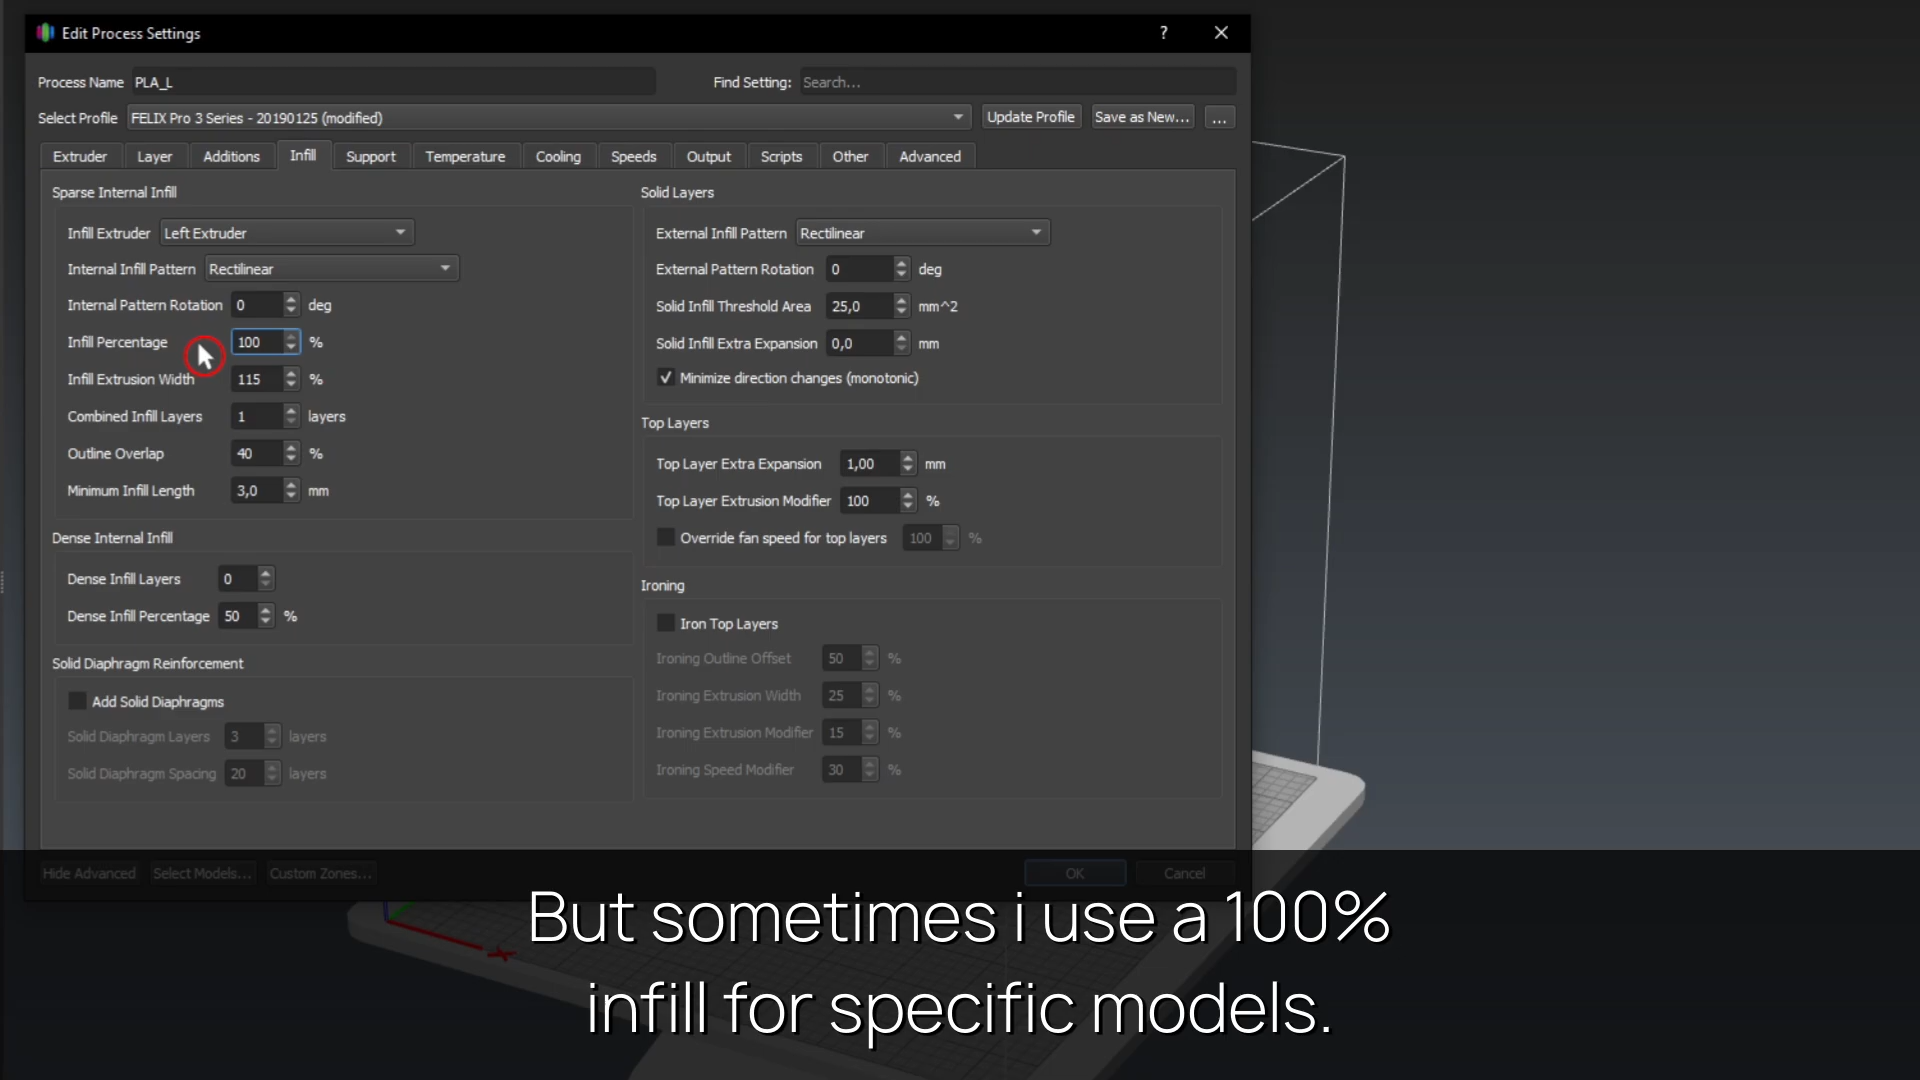 Edit Process Settings ?
Process Name PLA_L Find Setting: Search...
Select Profile FELIX Pro 3 Series - 20190125 (modified) Update Profile Save as New... ...
Extruder Layer Additions Infill Support Temperature Cooling Speeds Output Scripts Other Advanced
Sparse Internal Infill
Infill Extruder Left Extruder
Internal Infill Pattern Rectilinear
Internal Pattern Rotation 0 deg
Infill Percentage 100 %
Infill Extrusion Width 115 %
Combined Infill Layers 1 layers
Outline Overlap 40 %
Minimum Infill Length 3,0 mm
Dense Internal Infill
Dense Infill Layers 0
Dense Infill Percentage 50 %
Solid Diaphragm Reinforcement
Add Solid Diaphragms
Solid Diaphragm Layers 3 layers
Solid Diaphragm Spacing 20 layers
Solid Layers
External Infill Pattern Rectilinear
External Pattern Rotation 0 deg
Solid Infill Threshold Area 25,0 mm^2
Solid Infill Extra Expansion 0,0 mm
Minimize direction changes (monotonic)
Top Layers
Top Layer Extra Expansion 1,00 mm
Top Layer Extrusion Modifier 100 %
Override fan speed for top layers 100 %
Ironing
Iron Top Layers
Ironing Outline Offset 50 %
Ironing Extrusion Width 25 %
Ironing Extrusion Modifier 15 %
Ironing Speed Modifier 30 %
Hide Advanced Select Models... Custom Zones... OK Cancel
But sometimes i use a 100%
infill for specific models.